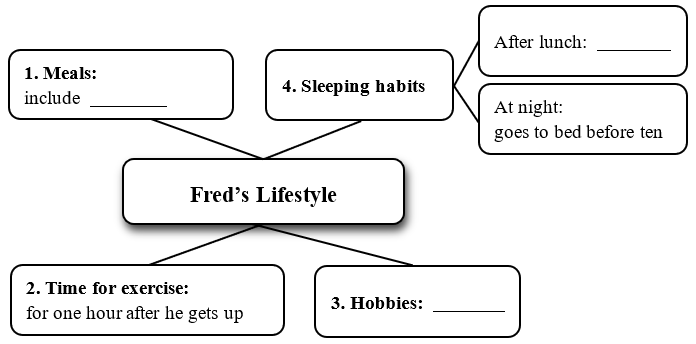 1. Meals:
include ________
4. Sleeping habits
After lunch: ________
At night:
goes to bed before ten
Fred's Lifestyle
2. Time for exercise:
for one hour after he gets up
3. Hobbies: ________